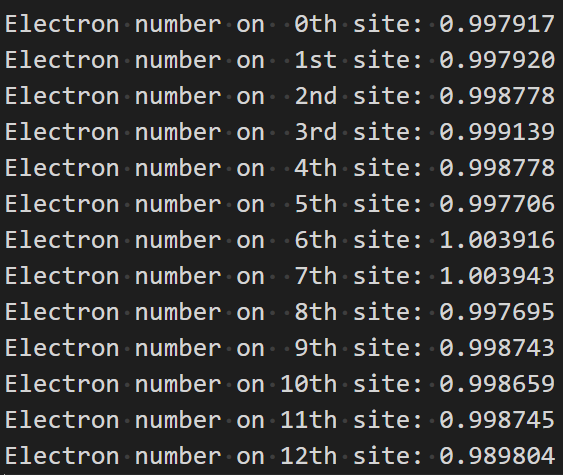 Electron number on  0th site: 0.997917
Electron number on  1st site: 0.997920
Electron number on  2nd site: 0.998778
Electron number on  3rd site: 0.999139
Electron number on  4th site: 0.998778
Electron number on  5th site: 0.997706
Electron number on  6th site: 1.003916
Electron number on  7th site: 1.003943
Electron number on  8th site: 0.997695
Electron number on  9th site: 0.998743
Electron number on 10th site: 0.998659
Electron number on 11th site: 0.998745
Electron number on 12th site: 0.989804